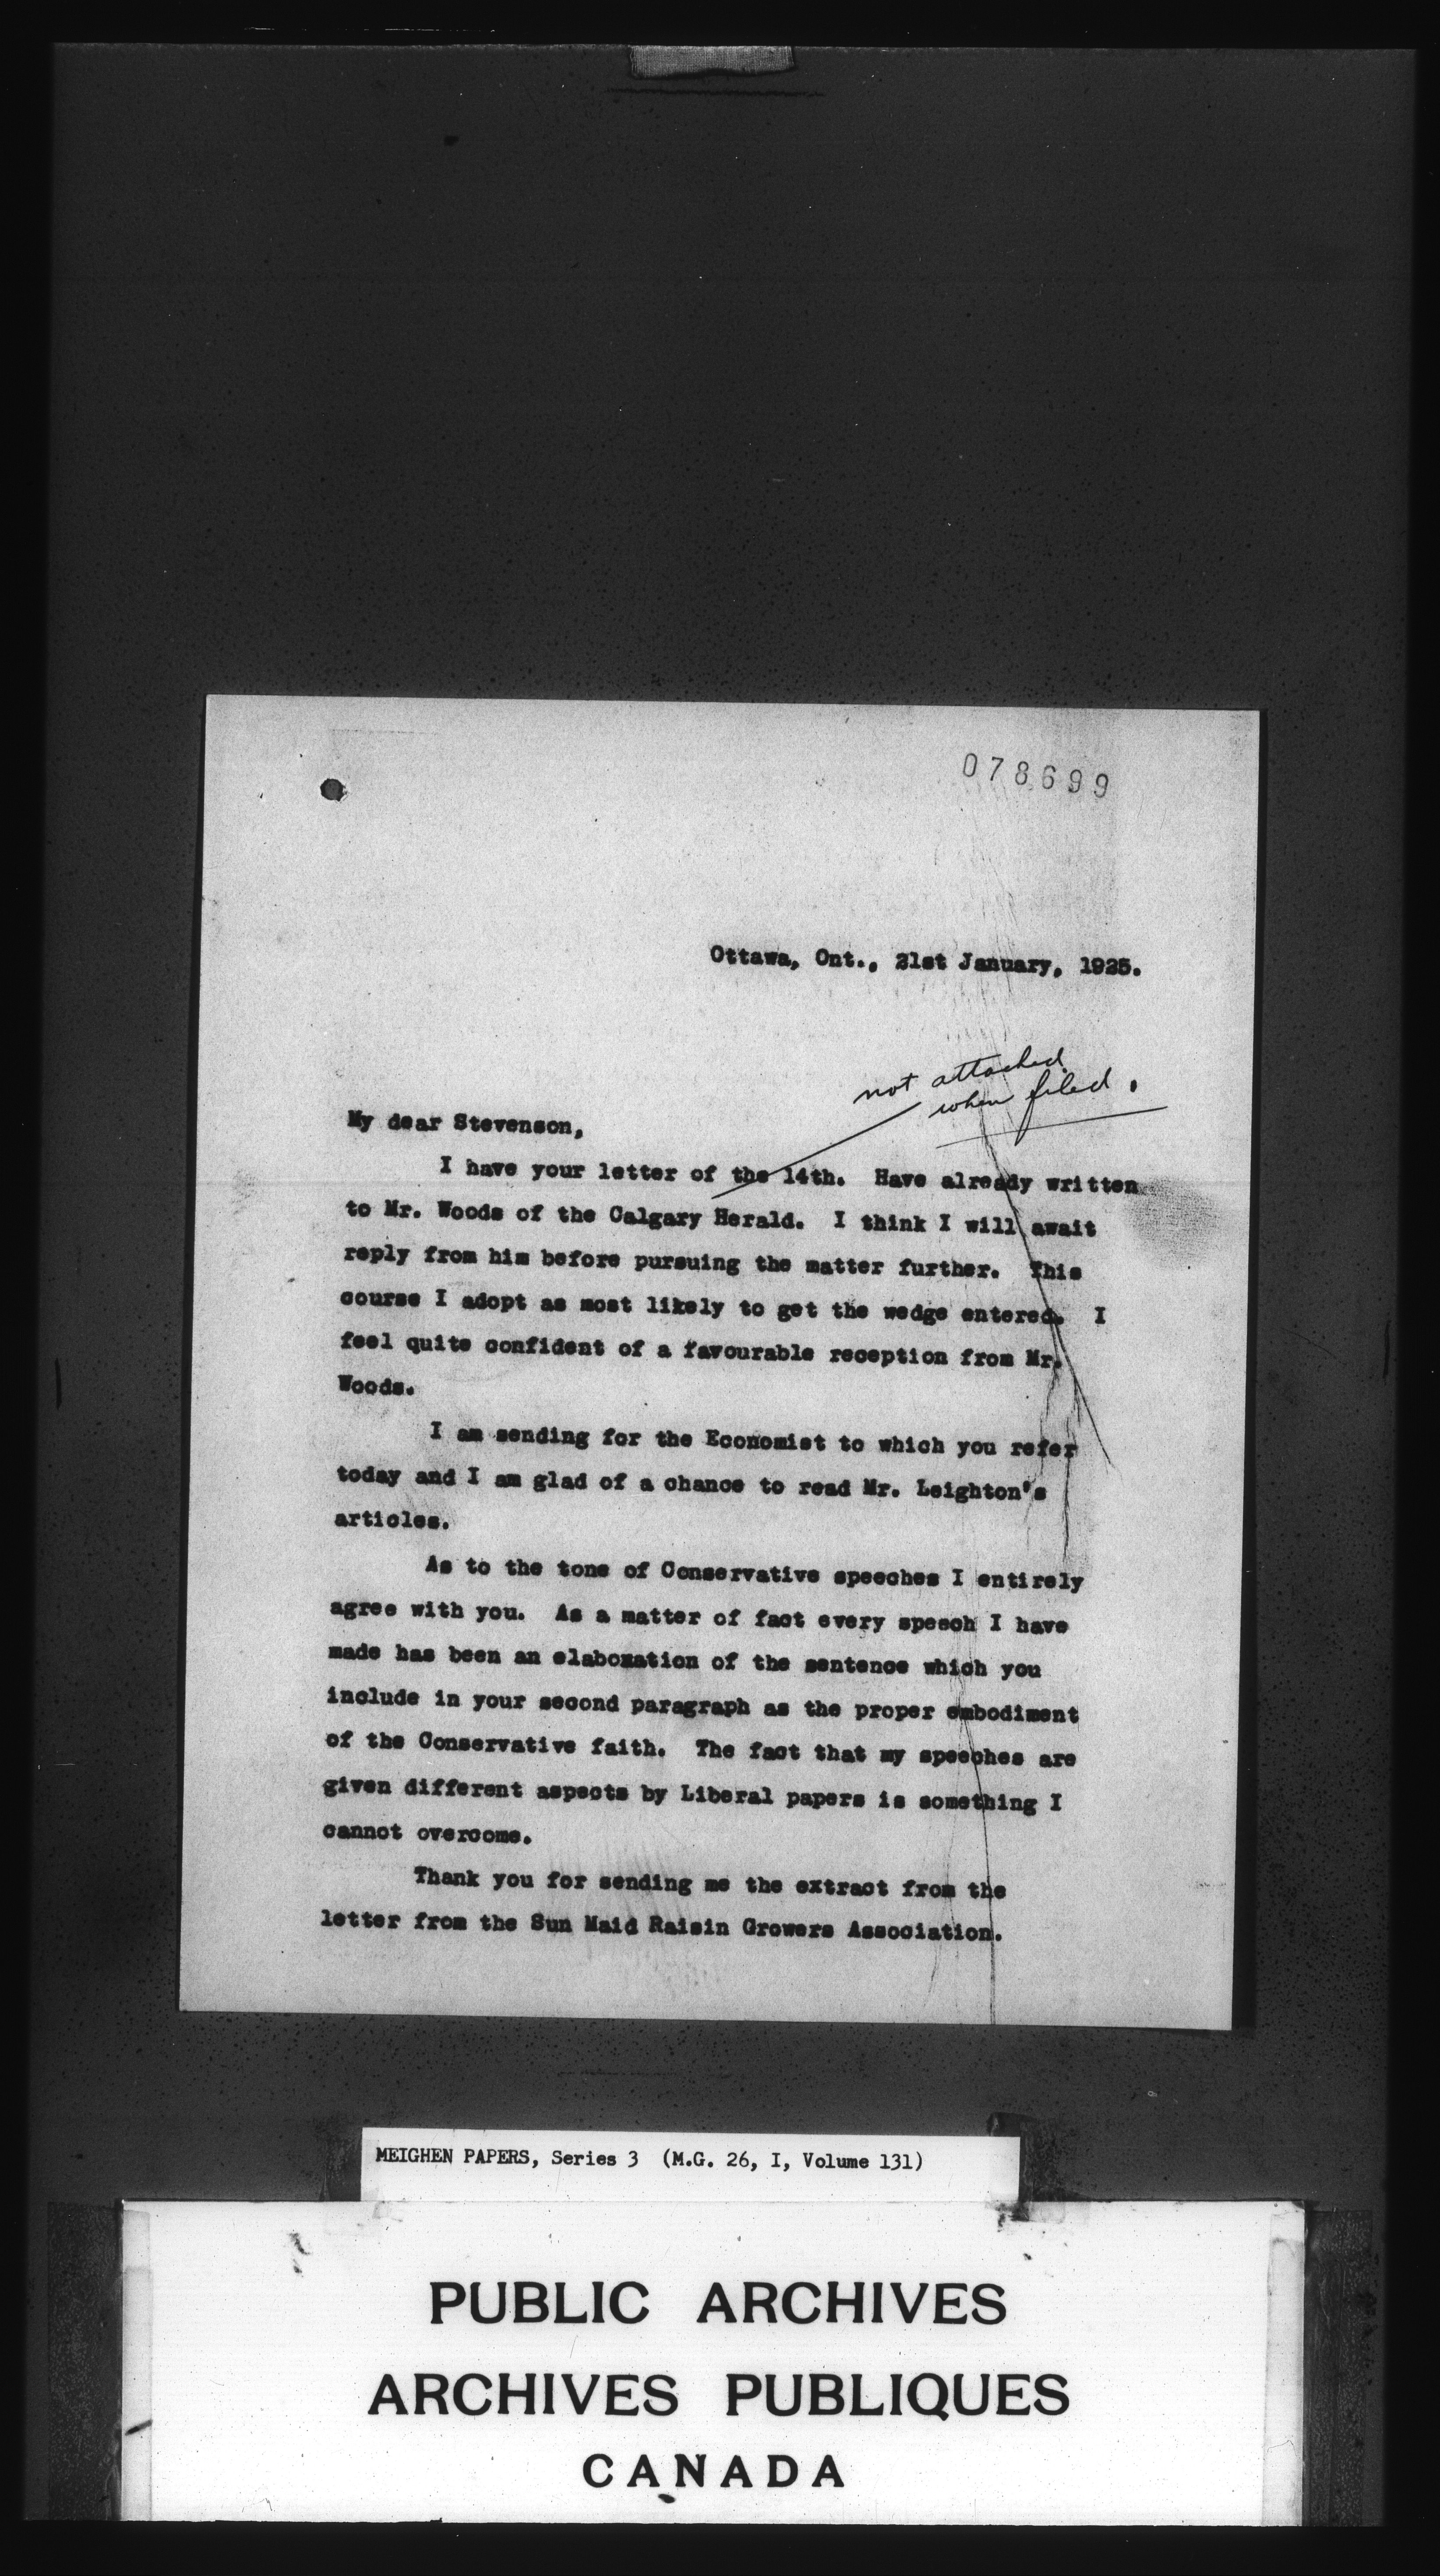 078699
Ottawa, Ont., 21st January, 1925.
not attached
when filed.
My dear Stevenson,
I have your letter of the 14th. Have already written
to Mr. Woods of the Calgary Herald. I think I will await
reply from him before pursuing the matter further. This
course I adopt as most likely to get the wedge entered. I
feel quite confident of a favourable reception from Mr.
Woods.
I am sending for the Economist to which you refer
today and I am glad of a chance to read Mr. Leighton's
articles.
As to the tone of Conservative speeches I entirely
agree with you. As a matter of fact every speech I have
made has been an elaboration of the sentence which you
include in your second paragraph as the proper embodiment
of the Conservative faith. The fact that my speeches are
given different aspects by Liberal papers is something I
cannot overcome.
Thank you for sending me the extract from the
letter from the Sun Maid Raisin Growers Association.
MEIGHEN PAPERS, Series 3 (M.G. 26, I, Volume 131)
PUBLIC ARCHIVES
ARCHIVES PUBLIQUES
CANADA